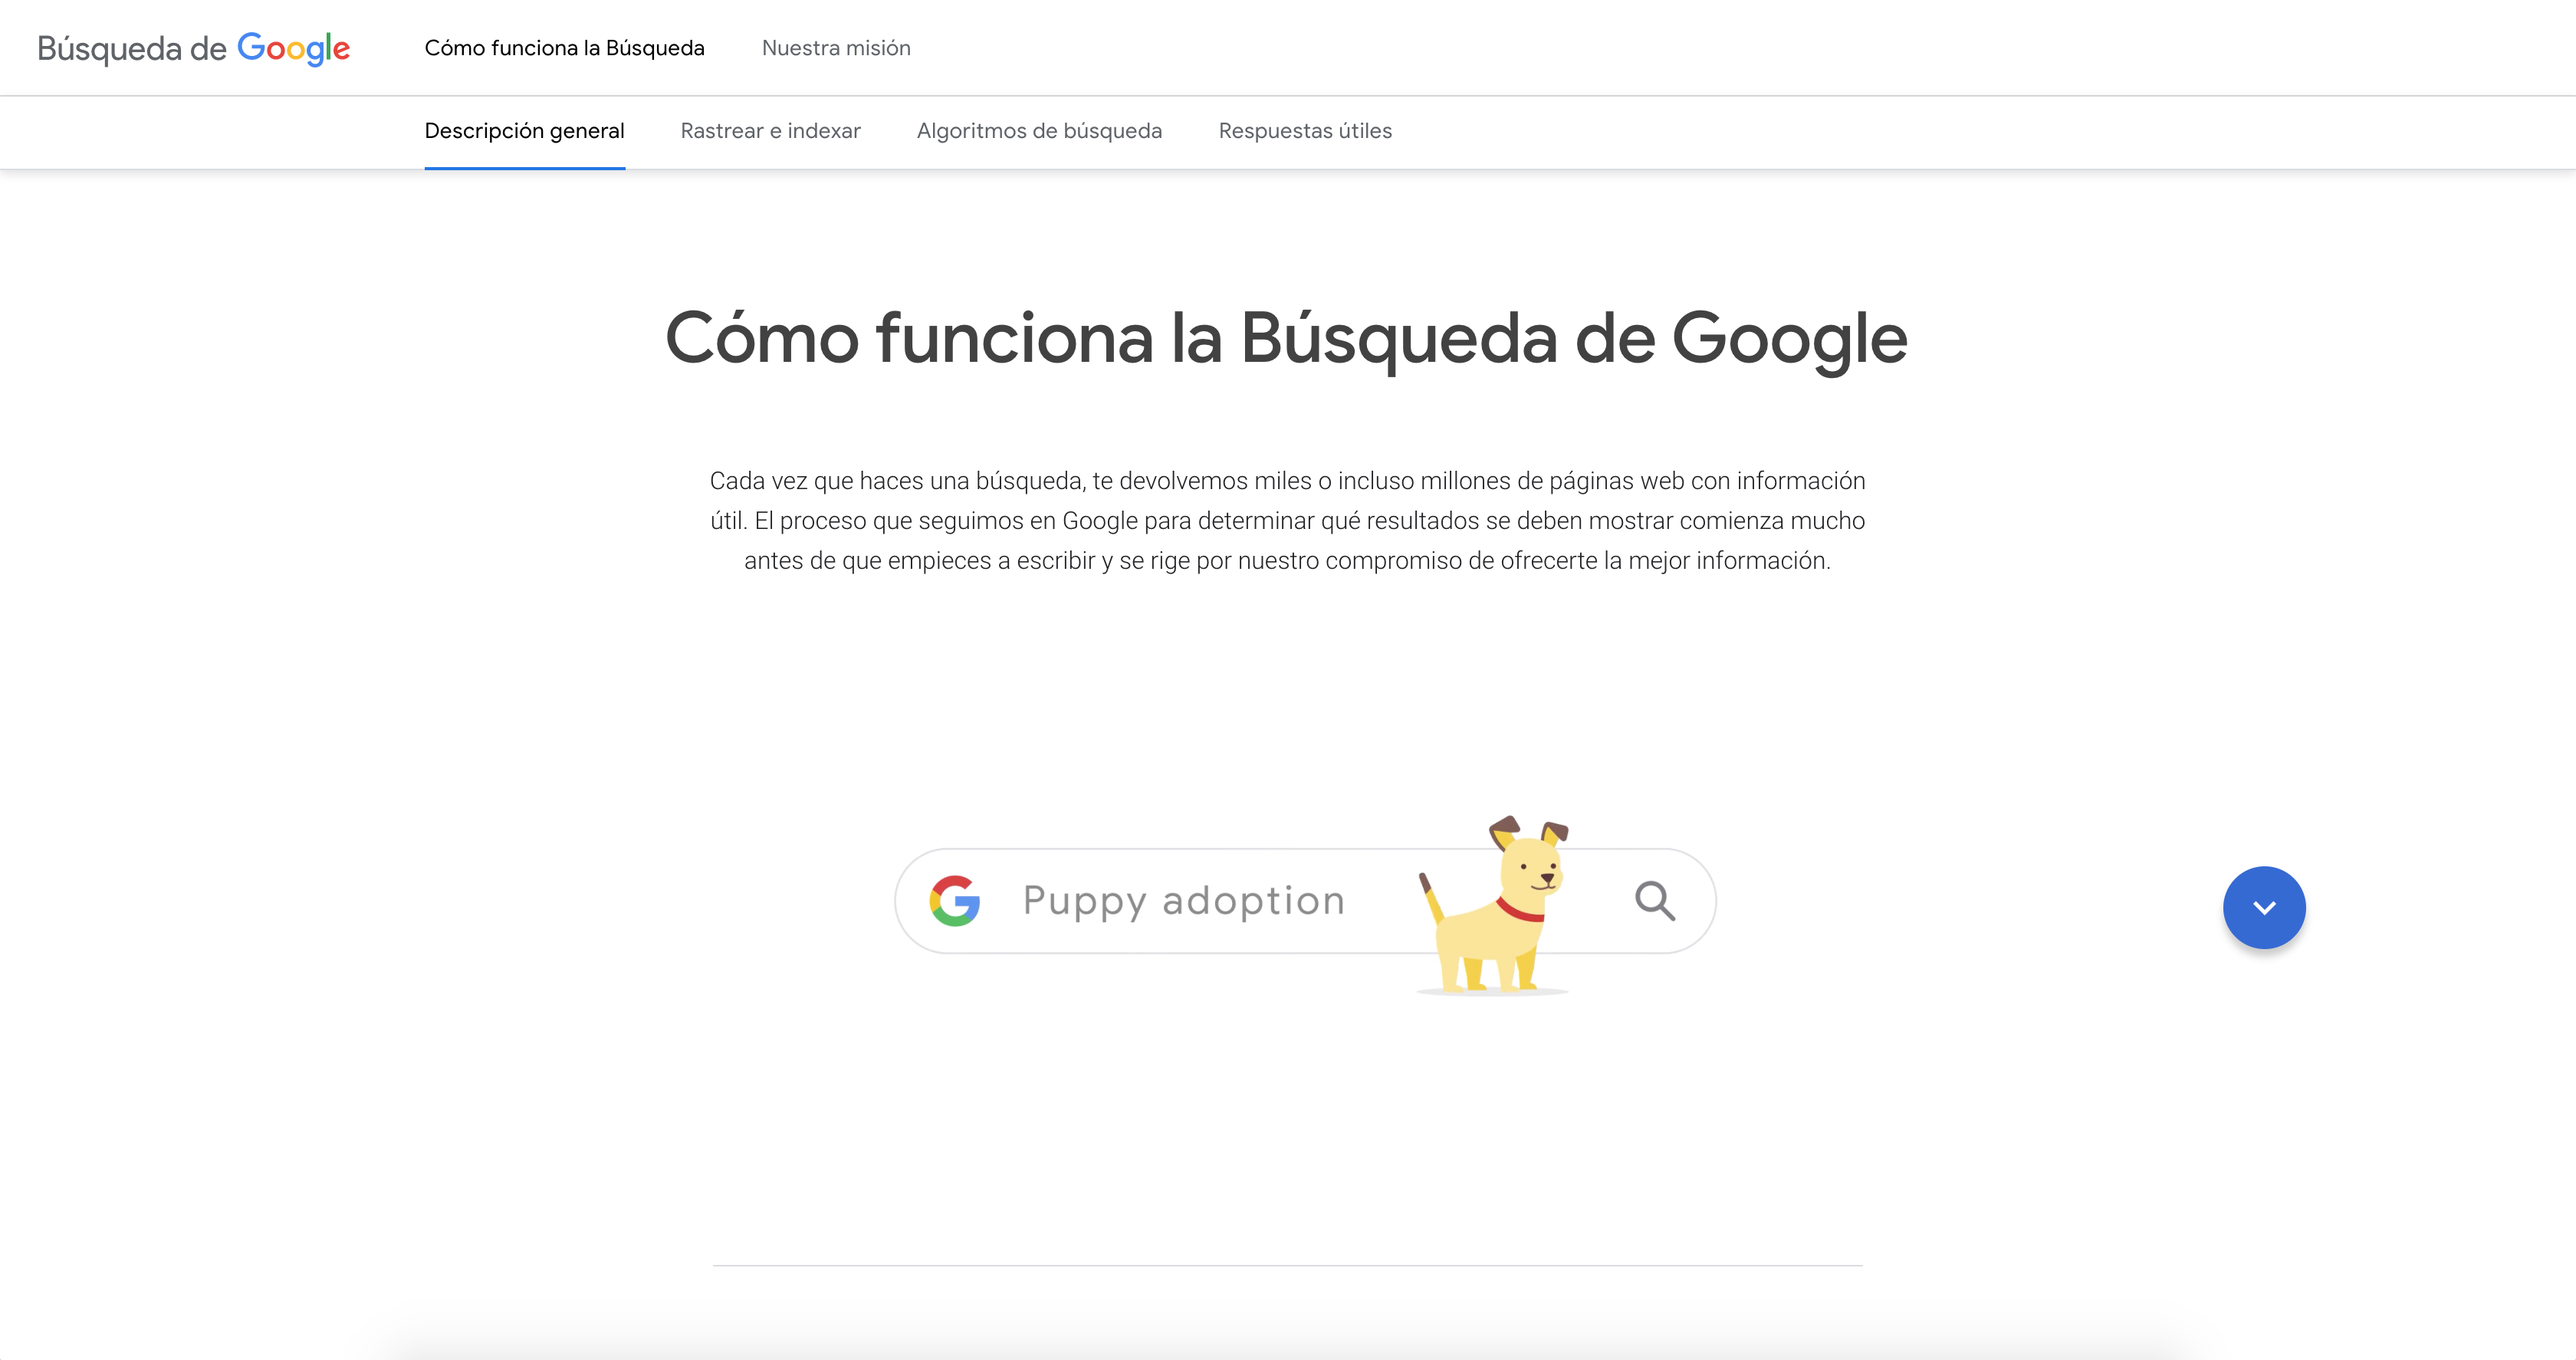 Búsqueda de Google
Cómo funciona la Búsqueda
Nuestra misión
Descripción general
Rastrear e indexar
Algoritmos de búsqueda
Respuestas útiles
Cómo funciona la Búsqueda de Google
Cada vez que haces una búsqueda, te devolvemos miles o incluso millones de páginas web con información
útil. El proceso que seguimos en Google para determinar qué resultados se deben mostrar comienza mucho
antes de que empieces a escribir y se rige por nuestro compromiso de ofrecerte la mejor información.
G
Puppy adoption